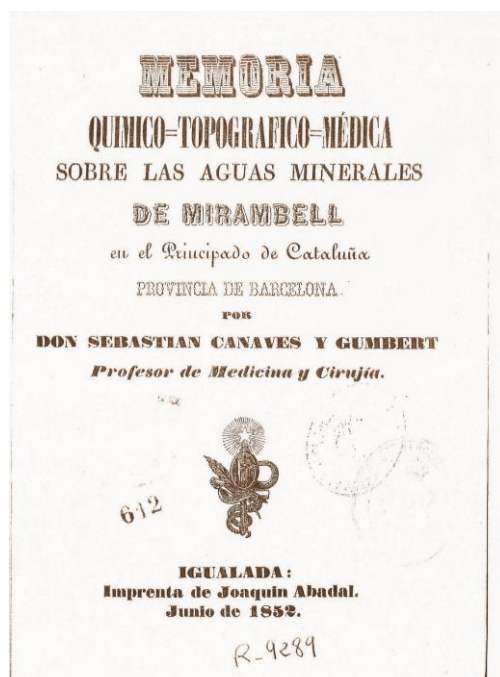 MEMORIA
QUIMICO=TOPOGRAFICO=MÉDICA
SOBRE LAS AGUAS MINERALES
DE MIRAMBELL
en el Principado de Cataluña
PROVINCIA DE BARCELONA.
POR
DON SEBASTIAN CANAVES Y GUMBERT
Profesor de Medicina y Cirujía.
612
IGUALADA:
Imprenta de Joaquin Abadal.
Junio de 1852.
R-9289